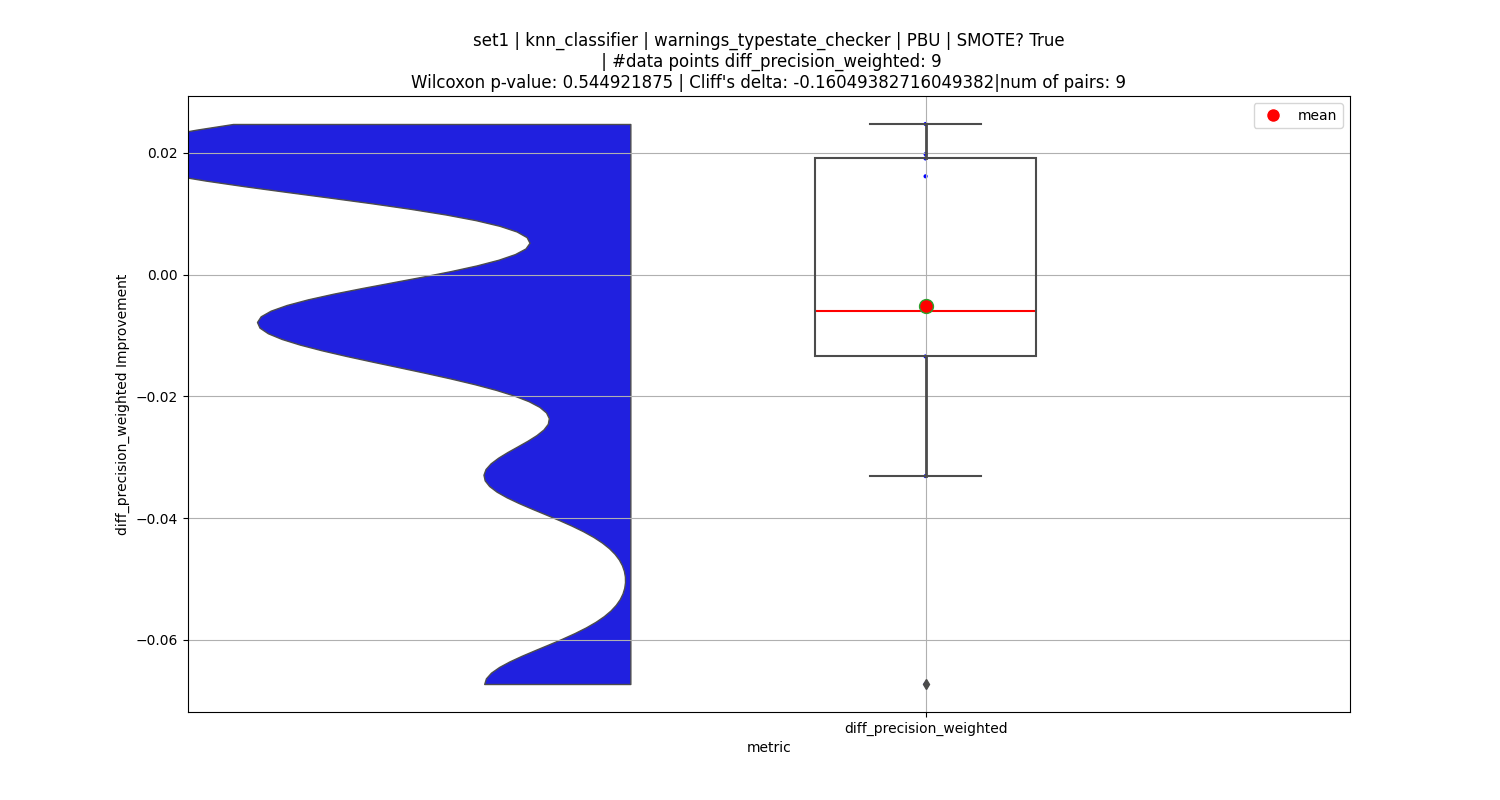 set1 | knn_classifier | warnings_typestate_checker | PBU | SMOTE? True
| #data points diff_precision_weighted: 9
Wilcoxon p-value: 0.544921875 | Cliff's delta: -0.16049382716049382|num of pairs: 9
mean
0.02
0.00
−0.02
−0.04
−0.06
diff_precision_weighted Improvement
diff_precision_weighted
metric